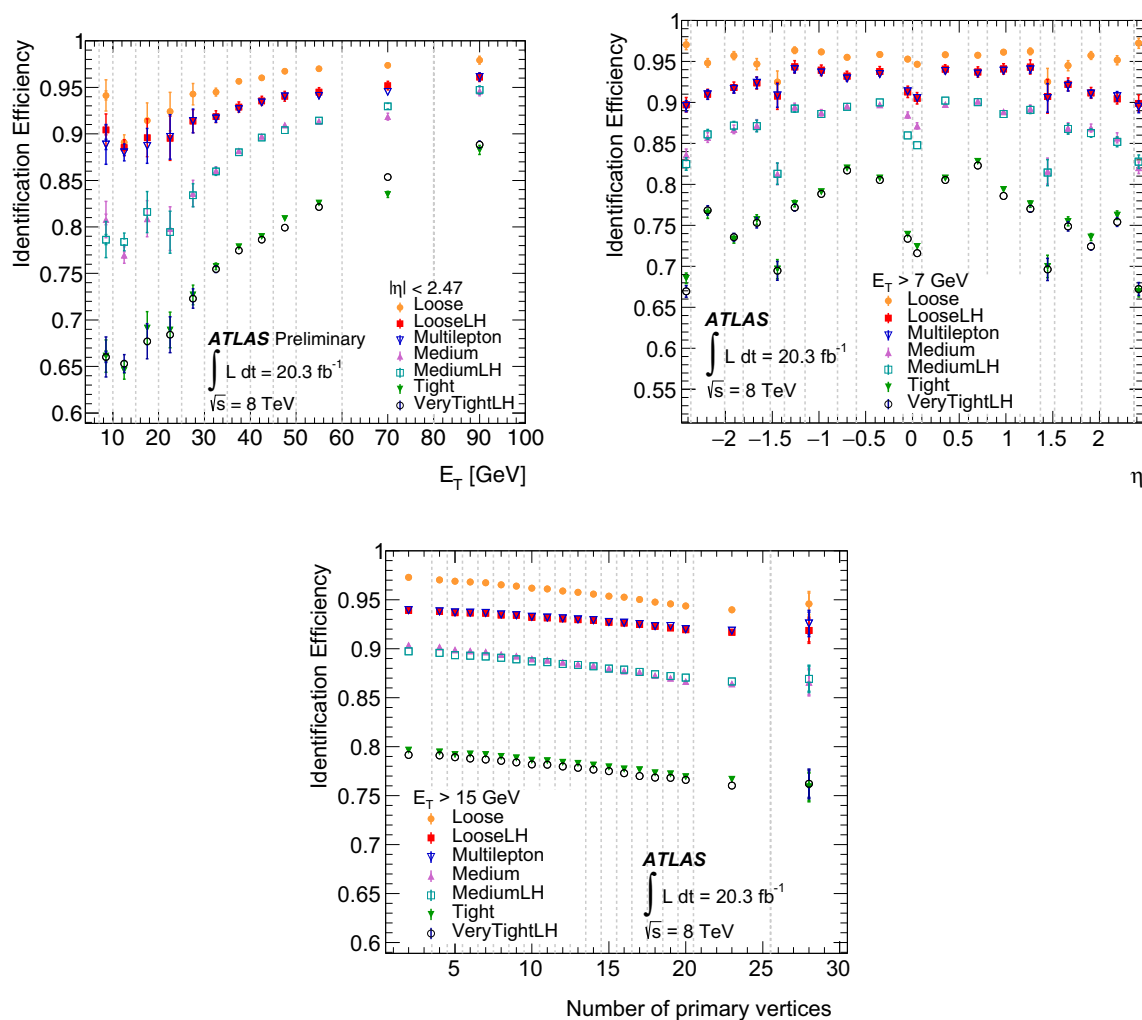 Identification Efficiency
1
0.95
0.9
0.85
0.8
0.75
0.7
0.65
0.6
|η| < 2.47
Loose
LooseLH
Multilepton
Medium
MediumLH
Tight
VeryTightLH
ATLAS Preliminary
∫ L dt = 20.3 fb⁻¹
√s = 8 TeV
10 20 30 40 50 60 70 80 90 100
E_T [GeV]
Identification Efficiency
1
0.95
0.9
0.85
0.8
0.75
0.7
0.65
0.6
0.55
E_T > 7 GeV
Loose
LooseLH
Multilepton
Medium
MediumLH
Tight
VeryTightLH
ATLAS
∫ L dt = 20.3 fb⁻¹
√s = 8 TeV
−2 −1.5 −1 −0.5 0 0.5 1 1.5 2
η
Identification Efficiency
1
0.95
0.9
0.85
0.8
0.75
0.7
0.65
0.6
E_T > 15 GeV
Loose
LooseLH
Multilepton
Medium
MediumLH
Tight
VeryTightLH
ATLAS
∫ L dt = 20.3 fb⁻¹
√s = 8 TeV
5 10 15 20 25 30
Number of primary vertices